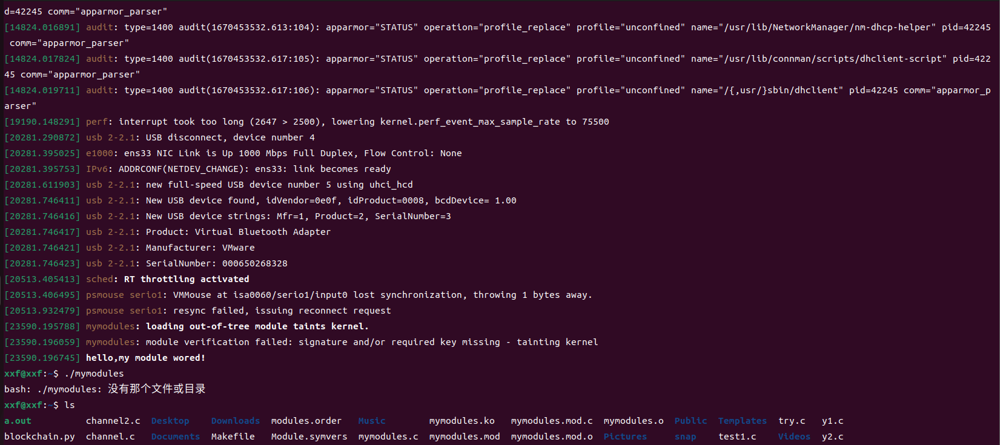 d=42245 comm="apparmor_parser"
[14824.016891] audit: type=1400 audit(1670453532.613:104): apparmor="STATUS" operation="profile_replace" profile="unconfined" name="/usr/lib/NetworkManager/nm-dhcp-helper" pid=42245
 comm="apparmor_parser"
[14824.017824] audit: type=1400 audit(1670453532.617:105): apparmor="STATUS" operation="profile_replace" profile="unconfined" name="/usr/lib/connman/scripts/dhclient-script" pid=422
45 comm="apparmor_parser"
[14824.019711] audit: type=1400 audit(1670453532.617:106): apparmor="STATUS" operation="profile_replace" profile="unconfined" name="/{,usr/}sbin/dhclient" pid=42245 comm="apparmor_p
arser"
[19190.148291] perf: interrupt took too long (2647 > 2500), lowering kernel.perf_event_max_sample_rate to 75500
[20281.290872] usb 2-2.1: USB disconnect, device number 4
[20281.395025] e1000: ens33 NIC Link is Up 1000 Mbps Full Duplex, Flow Control: None
[20281.395753] IPv6: ADDRCONF(NETDEV_CHANGE): ens33: link becomes ready
[20281.611903] usb 2-2.1: new full-speed USB device number 5 using uhci_hcd
[20281.746411] usb 2-2.1: New USB device found, idVendor=0e0f, idProduct=0008, bcdDevice= 1.00
[20281.746416] usb 2-2.1: New USB device strings: Mfr=1, Product=2, SerialNumber=3
[20281.746417] usb 2-2.1: Product: Virtual Bluetooth Adapter
[20281.746421] usb 2-2.1: Manufacturer: VMware
[20281.746423] usb 2-2.1: SerialNumber: 000650268328
[20513.405413] sched: RT throttling activated
[20513.406495] psmouse serio1: VMMouse at isa0060/serio1/input0 lost synchronization, throwing 1 bytes away.
[20513.932479] psmouse serio1: resync failed, issuing reconnect request
[23590.195788] mymodules: loading out-of-tree module taints kernel.
[23590.196059] mymodules: module verification failed: signature and/or required key missing - tainting kernel
[23590.196745] hello,my module wored!
xxf@xxf:~$ ./mymodules
bash: ./mymodules: 没有那个文件或目录
xxf@xxf:~$ ls
a.out channel2.c Desktop Downloads modules.order Music mymodules.ko mymodules.mod.c mymodules.o Public Templates try.c y1.c
blockchain.py channel.c Documents Makefile Module.symvers mymodules.c mymodules.mod mymodules.mod.o Pictures snap test1.c Videos y2.c